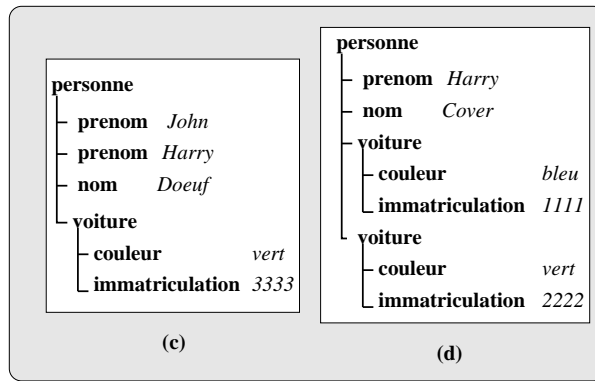 personne
prenom John
prenom Harry
nom Doeuf
voiture
couleur vert
immatriculation 3333
(c)
personne
prenom Harry
nom Cover
voiture
couleur bleu
immatriculation 1111
voiture
couleur vert
immatriculation 2222
(d)